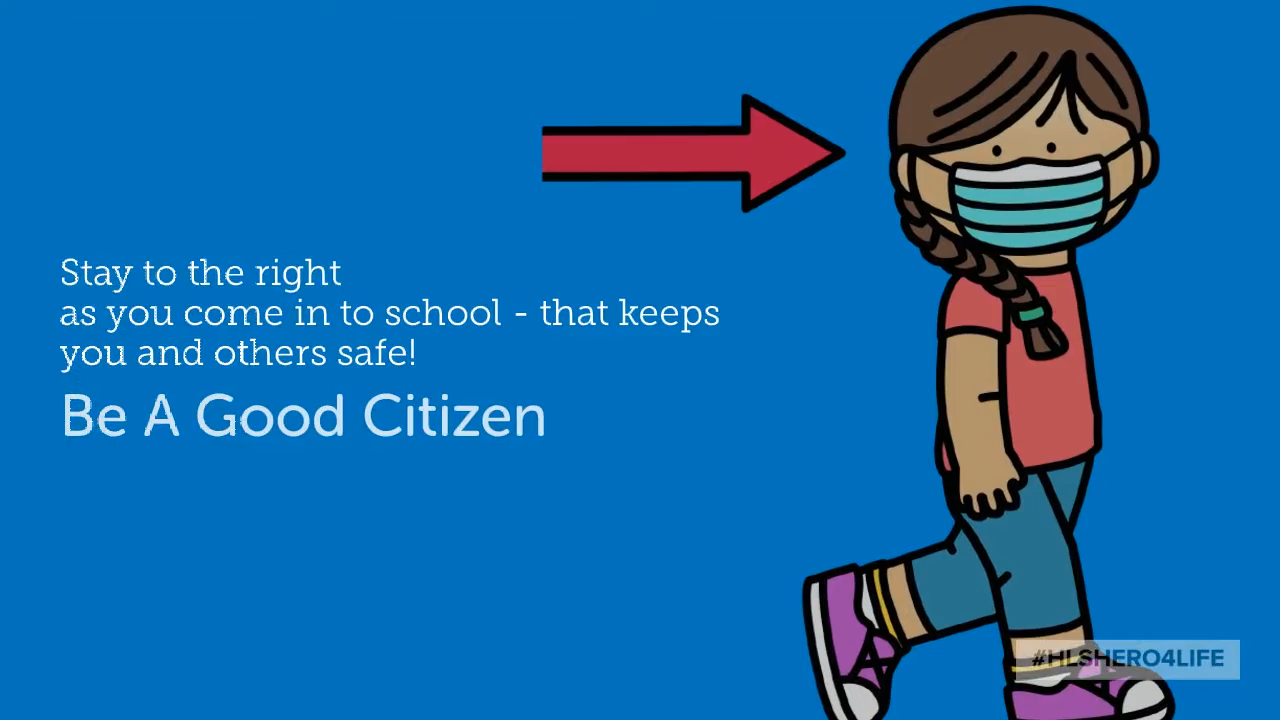 Stay to the right
as you come in to school - that keeps
you and others safe!
Be A Good Citizen
#HLSHERO4LIFE